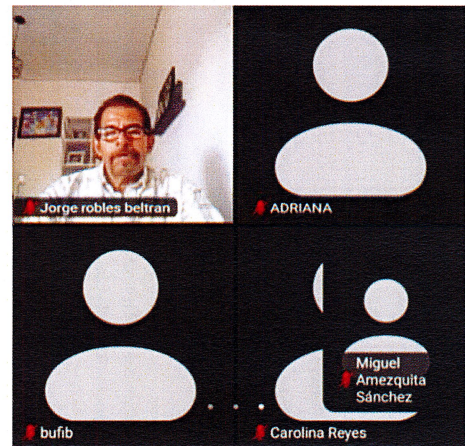 Jorge robles beltran
ADRIANA
bufib
Carolina Reyes
Miguel
Amezquita
Sánchez